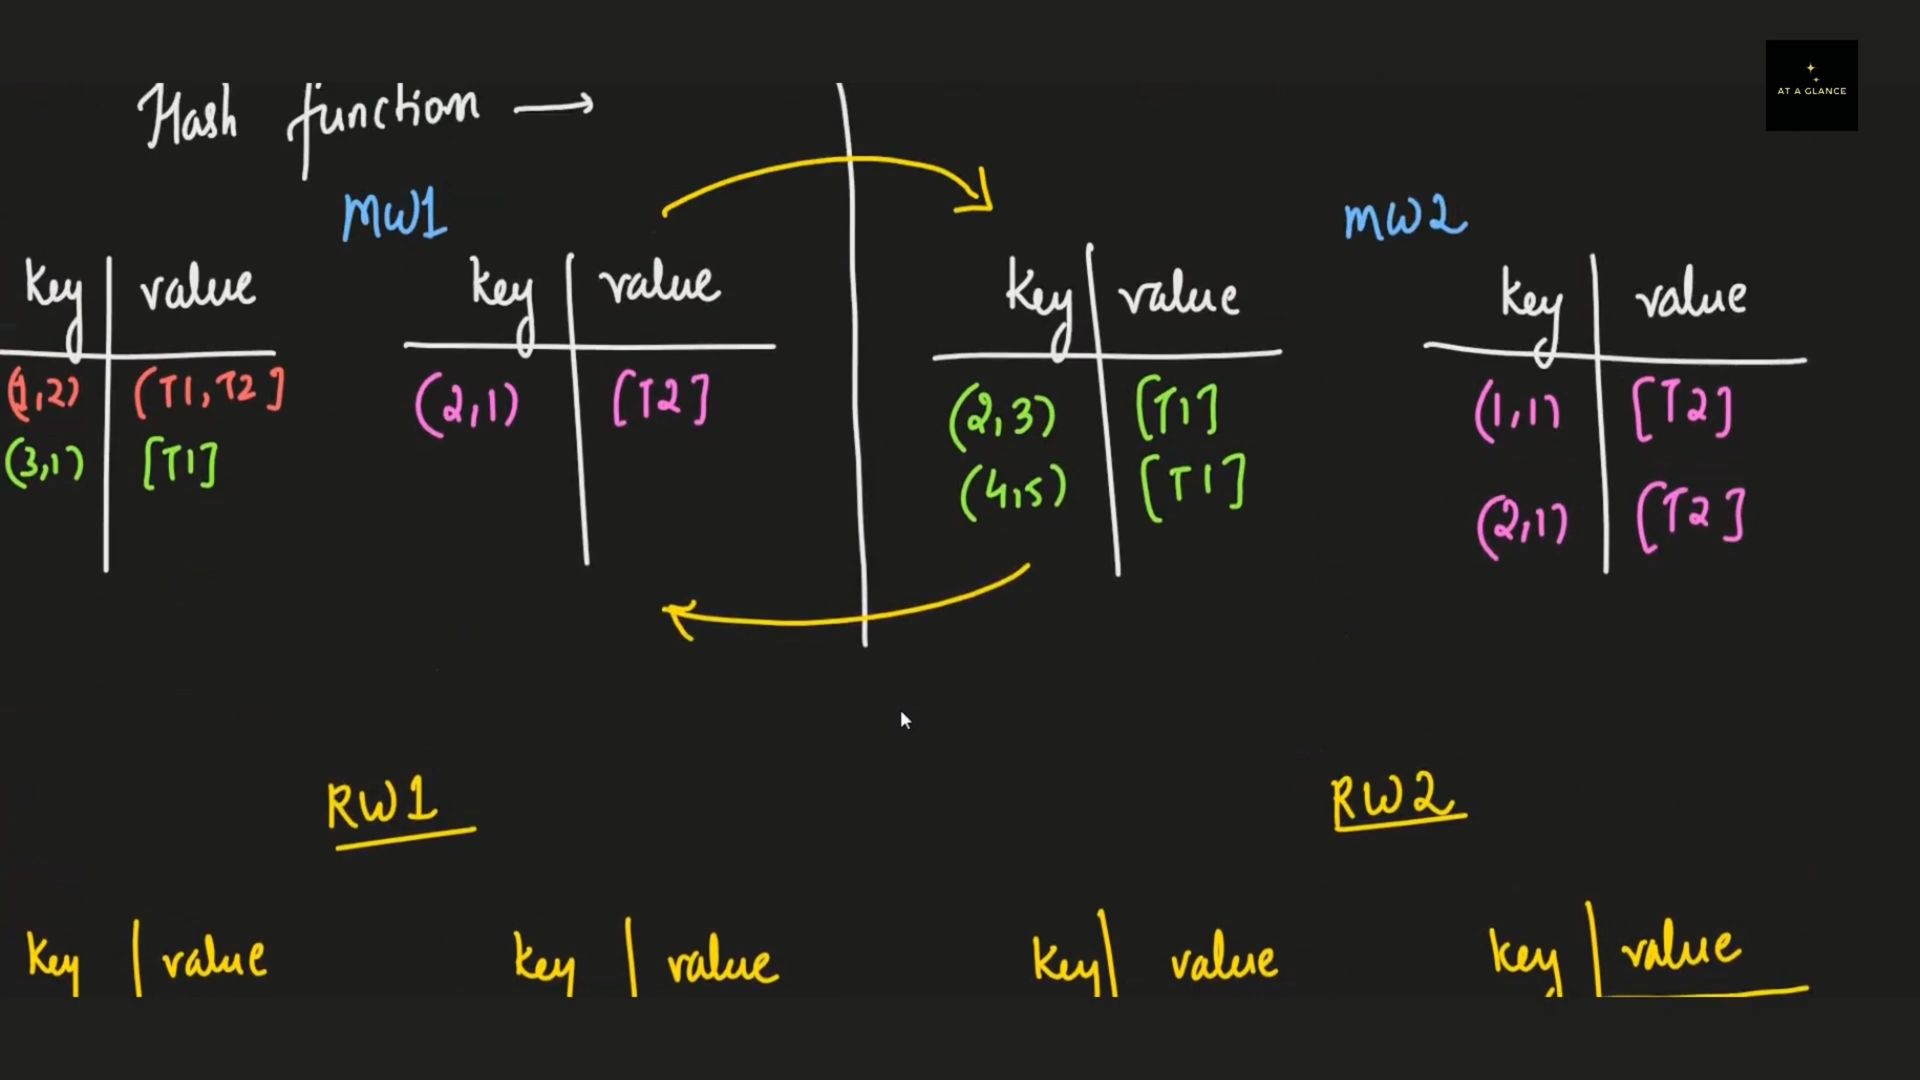 AT A GLANCE
Hash function →
MW1 MW2
key value key value key value key value
(1,2) [T1, T2] (2,1) [T2] (2,3) [T1] (1,1) [T2]
(3,1) [T1] (4,5) [T1] (2,1) [T2]
RW1 RW2
key value key value key value key value